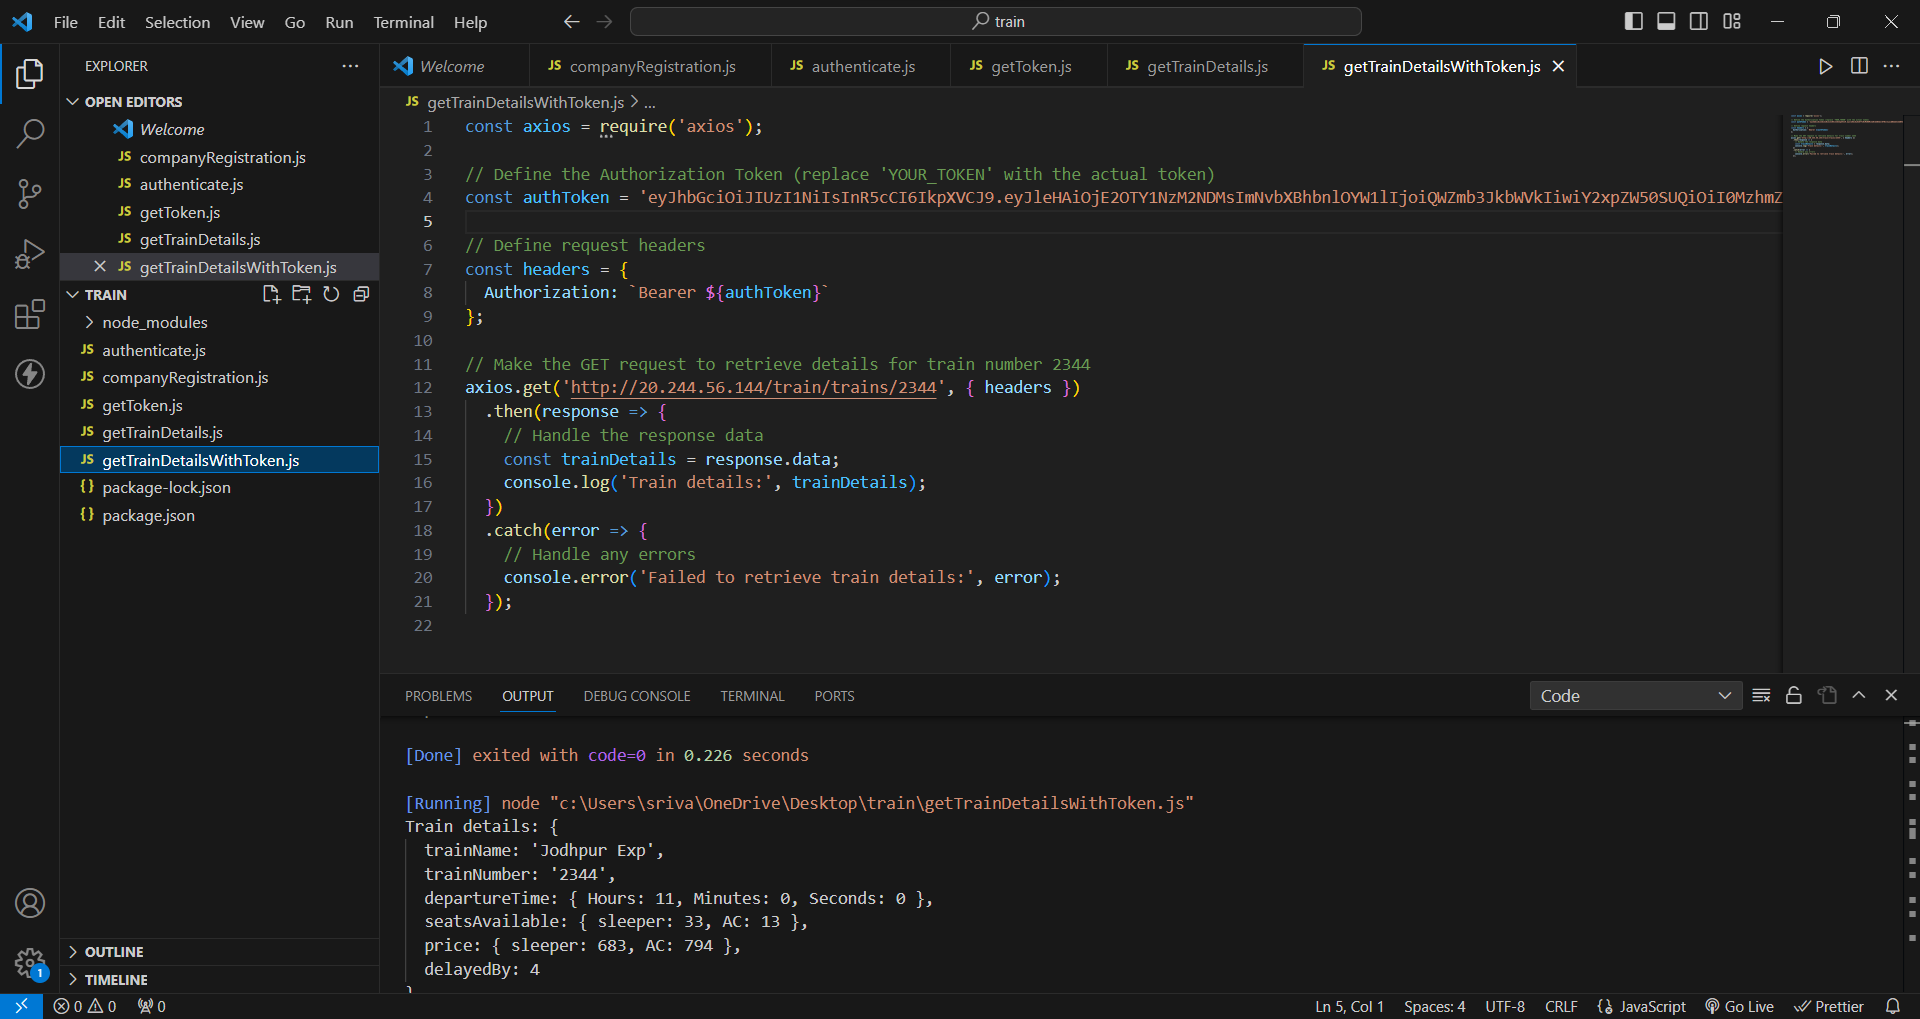 File Edit Selection View Go Run Terminal Help
train
EXPLORER
OPEN EDITORS
Welcome
companyRegistration.js
authenticate.js
getToken.js
getTrainDetails.js
getTrainDetailsWithToken.js
TRAIN
node_modules
authenticate.js
companyRegistration.js
getToken.js
getTrainDetails.js
getTrainDetailsWithToken.js
package-lock.json
package.json
OUTLINE
TIMELINE
Welcome JS companyRegistration.js JS authenticate.js JS getToken.js JS getTrainDetails.js JS getTrainDetailsWithToken.js
JS getTrainDetailsWithToken.js > ...
1 const axios = require('axios');
2
3 // Define the Authorization Token (replace 'YOUR_TOKEN' with the actual token)
4 const authToken = 'eyJhbGciOiJIUzI1NiIsInR5cCI6IkpXVCJ9.eyJleHAiOjE2OTY1NzM2NDMsImNvbXBhbnlOYW1lIjoiQWZmb3JkbWVkIiwiY2xpZW50SUQiOiI0MzhmZ
5
6 // Define request headers
7 const headers = {
8 Authorization: `Bearer ${authToken}`
9 };
10
11 // Make the GET request to retrieve details for train number 2344
12 axios.get('http://20.244.56.144/train/trains/2344', { headers })
13 .then(response => {
14 // Handle the response data
15 const trainDetails = response.data;
16 console.log('Train details:', trainDetails);
17 })
18 .catch(error => {
19 // Handle any errors
20 console.error('Failed to retrieve train details:', error);
21 });
22
PROBLEMS OUTPUT DEBUG CONSOLE TERMINAL PORTS
Code
[Done] exited with code=0 in 0.226 seconds
[Running] node "c:\Users\sriva\OneDrive\Desktop\train\getTrainDetailsWithToken.js"
Train details: {
trainName: 'Jodhpur Exp',
trainNumber: '2344',
departureTime: { Hours: 11, Minutes: 0, Seconds: 0 },
seatsAvailable: { sleeper: 33, AC: 13 },
price: { sleeper: 683, AC: 794 },
delayedBy: 4
}
1
0 0 0
Ln 5, Col 1 Spaces: 4 UTF-8 CRLF {} JavaScript Go Live Prettier